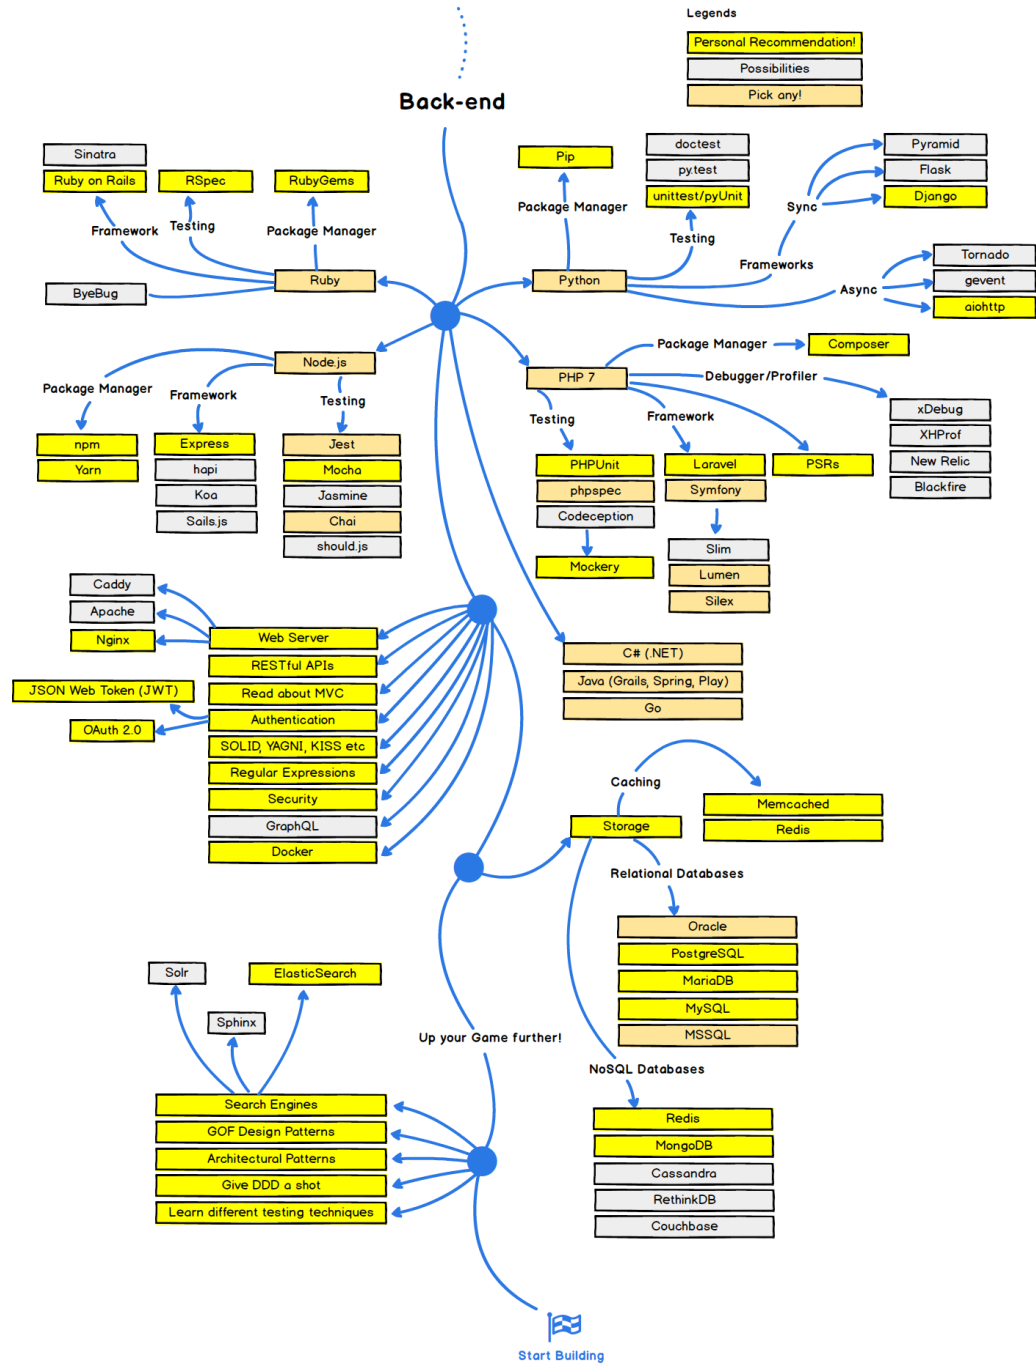 Legends
Personal Recommendation!
Possibilities
Pick any!
Back-end
Sinatra
Ruby on Rails
RSpec
RubyGems
Framework
Testing
Package Manager
Ruby
ByeBug
Pip
doctest
py.test
unittest/pyUnit
Package Manager
Testing
Python
Sync
Pyramid
Flask
Django
Frameworks
Async
Tornado
gevent
aiohttp
Node.js
Package Manager
Framework
Testing
npm
Yarn
Express
hapi
Koa
Sails.js
Jest
Mocha
Jasmine
Chai
should.js
PHP 7
Package Manager
Composer
Debugger/Profiler
xDebug
XHProf
New Relic
Blackfire
Testing
Framework
PHPUnit
phpspec
Codeception
Mockery
Laravel
Symfony
Slim
Lumen
Silex
PSRs
Caddy
Apache
Nginx
Web Server
RESTful APIs
Read about MVC
JSON Web Token (JWT)
OAuth 2.0
Authentication
SOLID, YAGNI, KISS etc
Regular Expressions
Security
GraphQL
Docker
C# (.NET)
Java (Grails, Spring, Play)
Go
Caching
Memcached
Redis
Storage
Relational Databases
Oracle
PostgreSQL
MariaDB
MySQL
MSSQL
NoSQL Databases
Redis
MongoDB
Cassandra
RethinkDB
Couchbase
Up your Game further!
Solr
Sphinx
ElasticSearch
Search Engines
GOF Design Patterns
Architectural Patterns
Give DDD a shot
Learn different testing techniques
Start Building